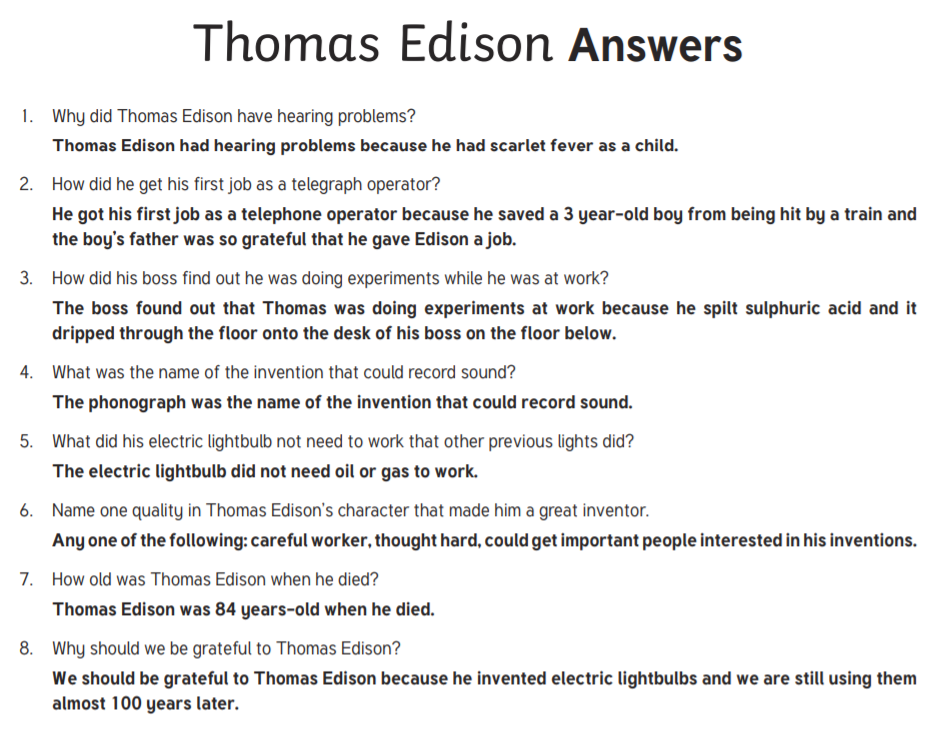 Thomas Edison Answers
1. Why did Thomas Edison have hearing problems?
Thomas Edison had hearing problems because he had scarlet fever as a child.
2. How did he get his first job as a telegraph operator?
He got his first job as a telephone operator because he saved a 3 year-old boy from being hit by a train and
the boy's father was so grateful that he gave Edison a job.
3. How did his boss find out he was doing experiments while he was at work?
The boss found out that Thomas was doing experiments at work because he spilt sulphuric acid and it
dripped through the floor onto the desk of his boss on the floor below.
4. What was the name of the invention that could record sound?
The phonograph was the name of the invention that could record sound.
5. What did his electric lightbulb not need to work that other previous lights did?
The electric lightbulb did not need oil or gas to work.
6. Name one quality in Thomas Edison's character that made him a great inventor.
Any one of the following: careful worker, thought hard, could get important people interested in his inventions.
7. How old was Thomas Edison when he died?
Thomas Edison was 84 years-old when he died.
8. Why should we be grateful to Thomas Edison?
We should be grateful to Thomas Edison because he invented electric lightbulbs and we are still using them
almost 100 years later.